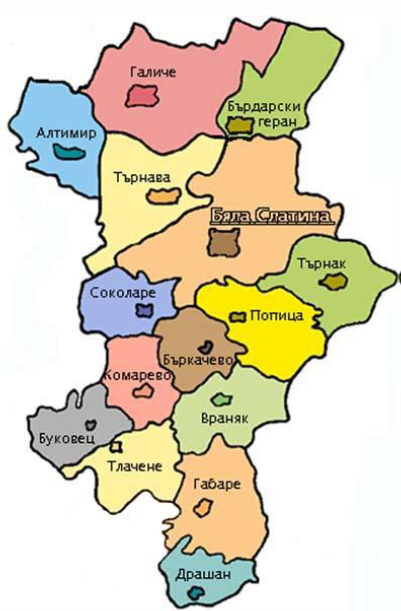 Галиче
Бърдарски
геран
Алтимир
Търнава
Бяла Слатина
Търнак
Соколаре
Попица
Бъркачево
Комарево
Враняк
Буковец
Тлачене
Габаре
Драшан